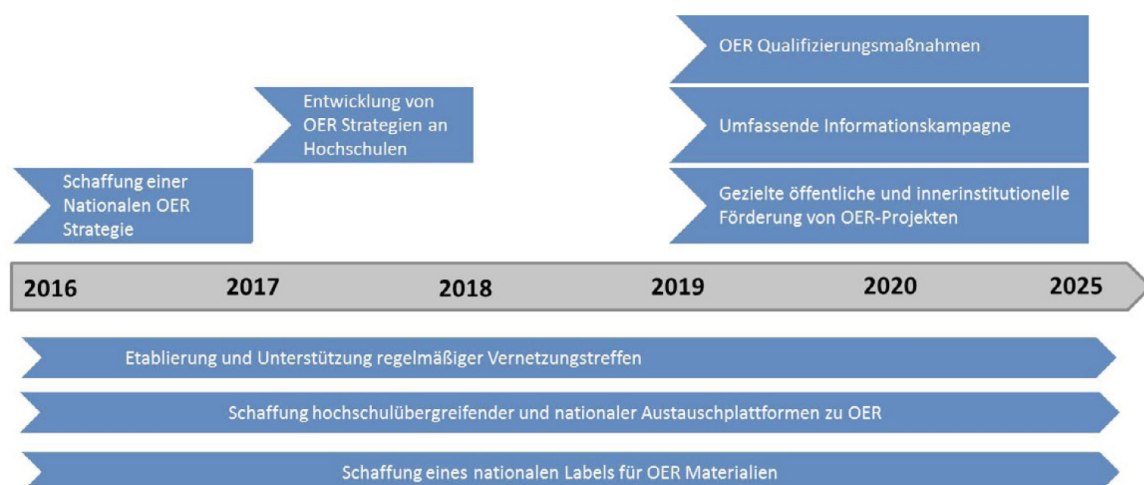 OER Qualifizierungsmaßnahmen
Entwicklung von
OER Strategien an
Hochschulen
Umfassende Informationskampagne
Schaffung einer
Nationalen OER
Strategie
Gezielte öffentliche und innerinstitutionelle
Förderung von OER-Projekten
2016 2017 2018 2019 2020 2025
Etablierung und Unterstützung regelmäßiger Vernetzungstreffen
Schaffung hochschulübergreifender und nationaler Austauschplattformen zu OER
Schaffung eines nationalen Labels für OER Materialien